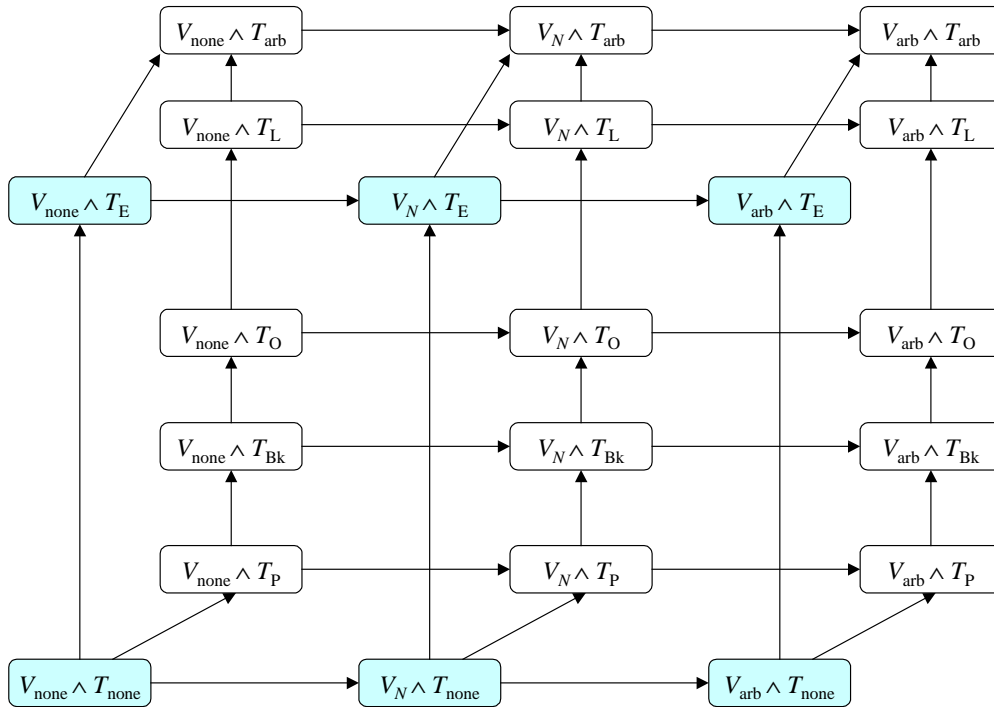 V_none ∧ T_arb
V_N ∧ T_arb
V_arb ∧ T_arb
V_none ∧ T_L
V_N ∧ T_L
V_arb ∧ T_L
V_none ∧ T_E
V_N ∧ T_E
V_arb ∧ T_E
V_none ∧ T_O
V_N ∧ T_O
V_arb ∧ T_O
V_none ∧ T_Bk
V_N ∧ T_Bk
V_arb ∧ T_Bk
V_none ∧ T_P
V_N ∧ T_P
V_arb ∧ T_P
V_none ∧ T_none
V_N ∧ T_none
V_arb ∧ T_none